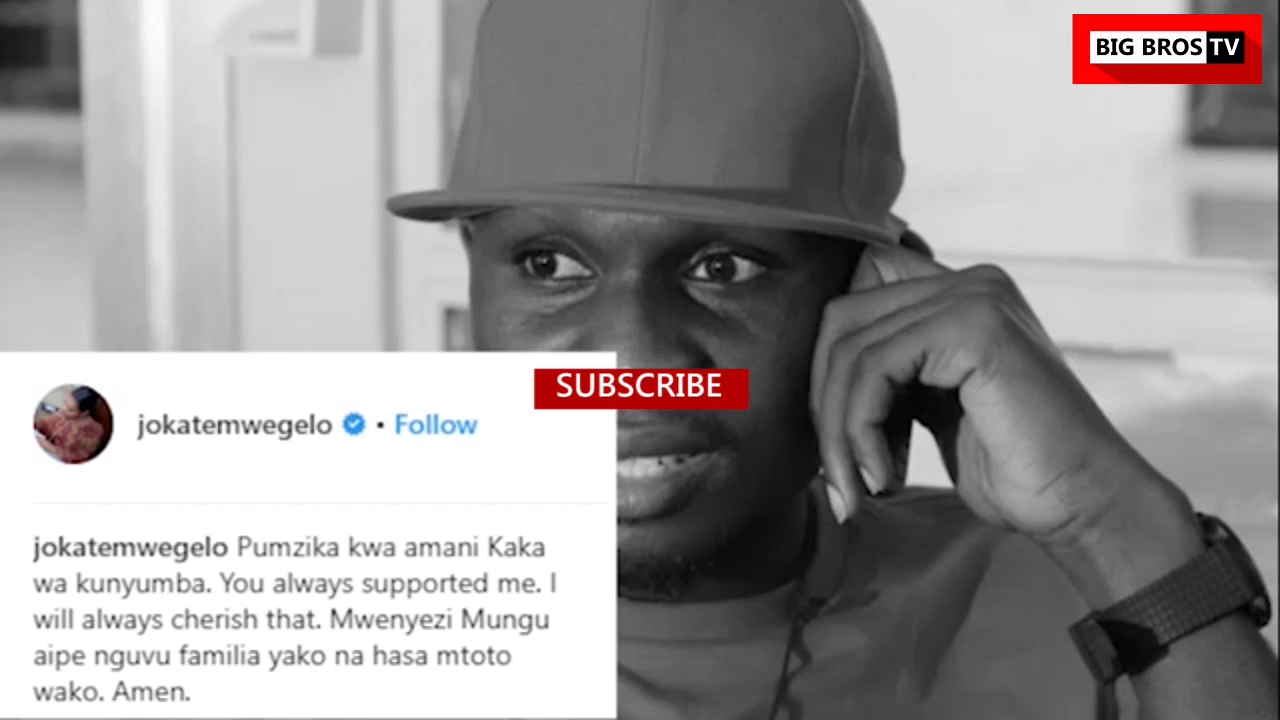 BIG BROS TV
SUBSCRIBE
jokatemwegelo • Follow
jokatemwegelo Pumzika kwa amani Kaka
wa kunyumba. You always supported me. I
will always cherish that. Mwenyezi Mungu
aipe nguvu familia yako na hasa mtoto
wako. Amen.